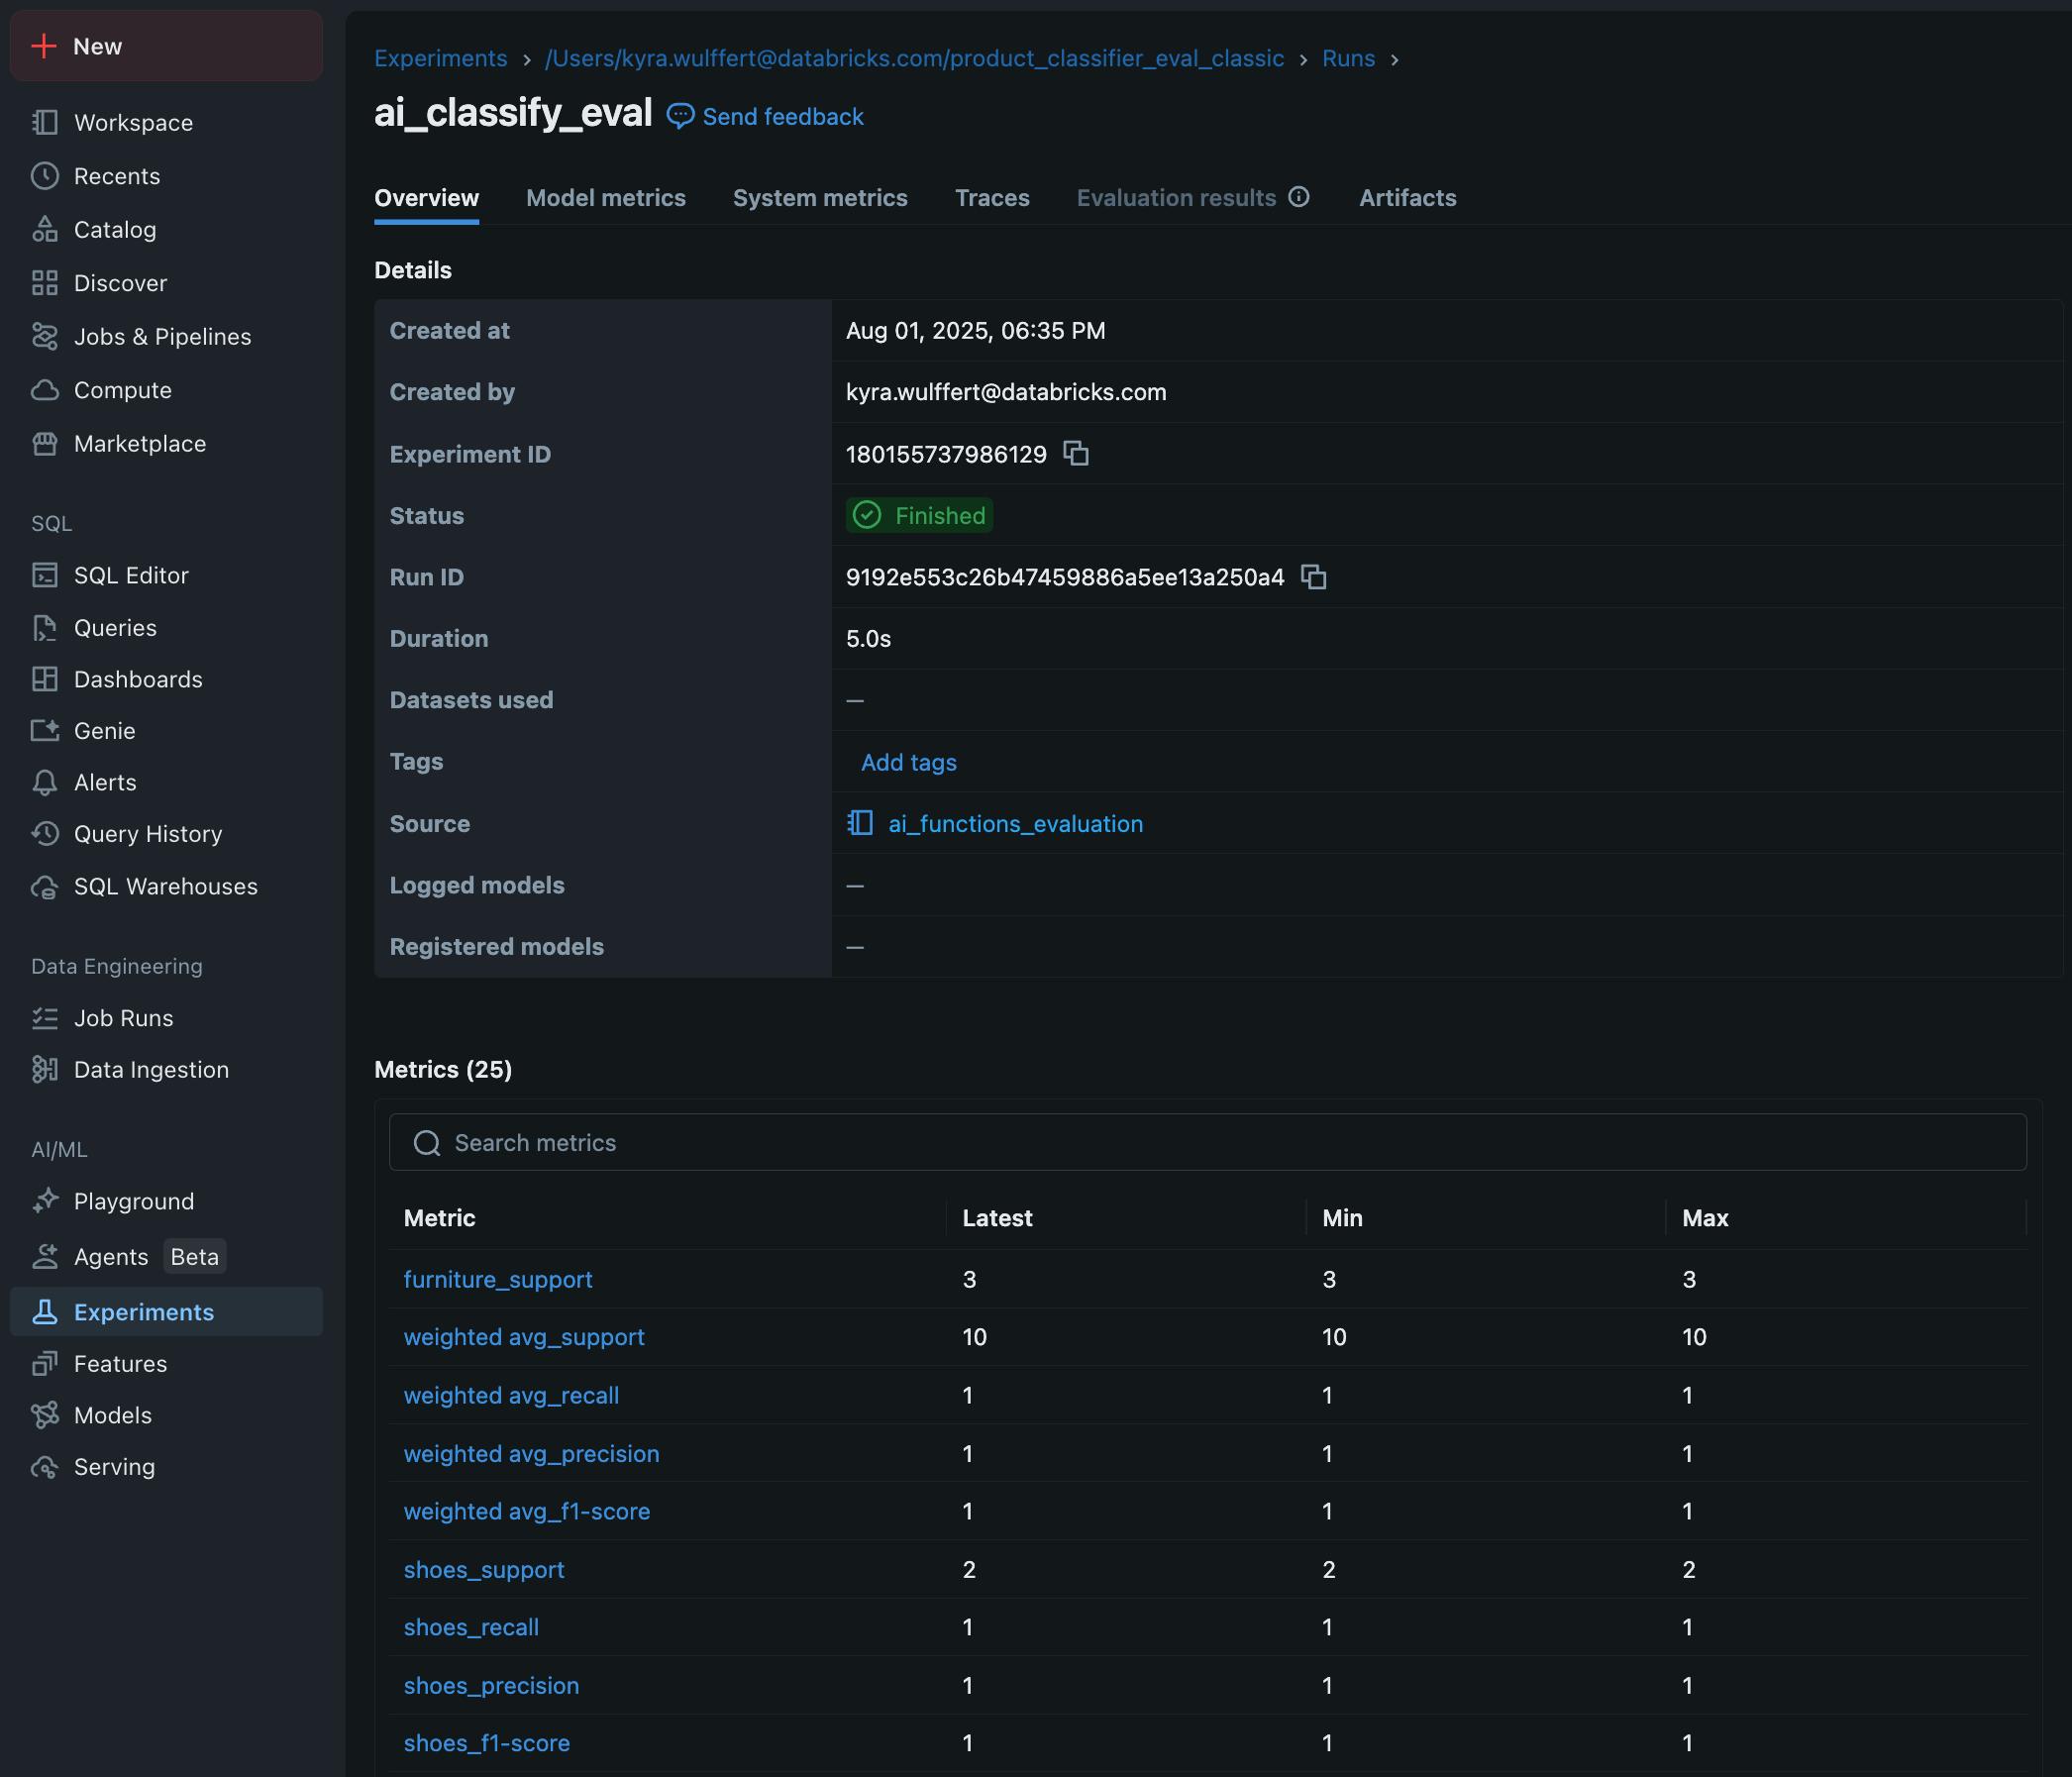 New
Workspace
Recents
Catalog
Discover
Jobs & Pipelines
Compute
Marketplace
SQL
SQL Editor
Queries
Dashboards
Genie
Alerts
Query History
SQL Warehouses
Data Engineering
Job Runs
Data Ingestion
AI/ML
Playground
Agents Beta
Experiments
Features
Models
Serving
Experiments › /Users/kyra.wulffert@databricks.com/product_classifier_eval_classic › Runs ›
ai_classify_eval Send feedback
Overview Model metrics System metrics Traces Evaluation results Artifacts
Details
Created at Aug 01, 2025, 06:35 PM
Created by kyra.wulffert@databricks.com
Experiment ID 180155737986129
Status Finished
Run ID 9192e553c26b47459886a5ee13a250a4
Duration 5.0s
Datasets used —
Tags Add tags
Source ai_functions_evaluation
Logged models —
Registered models —
Metrics (25)
Search metrics
Metric Latest Min Max
furniture_support 3 3 3
weighted avg_support 10 10 10
weighted avg_recall 1 1 1
weighted avg_precision 1 1 1
weighted avg_f1-score 1 1 1
shoes_support 2 2 2
shoes_recall 1 1 1
shoes_precision 1 1 1
shoes_f1-score 1 1 1